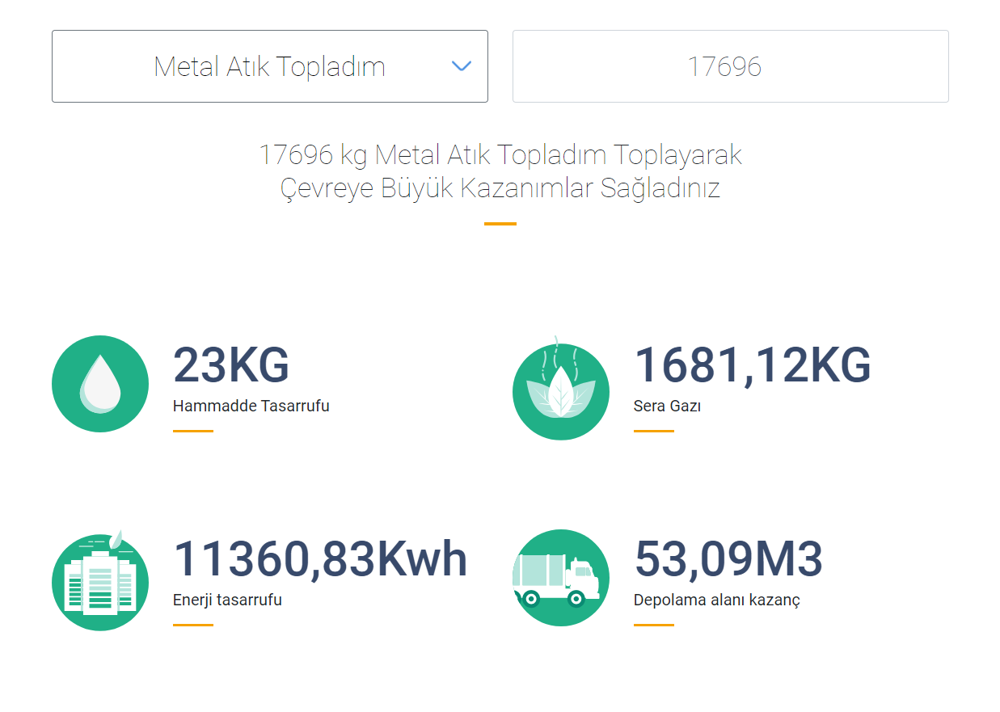 Metal Atık Topladım
17696
17696 kg Metal Atık Topladım Toplayarak
Çevreye Büyük Kazanımlar Sağladınız
23KG
Hammadde Tasarrufu
1681,12KG
Sera Gazı
11360,83Kwh
Enerji tasarrufu
53,09M3
Depolama alanı kazanç